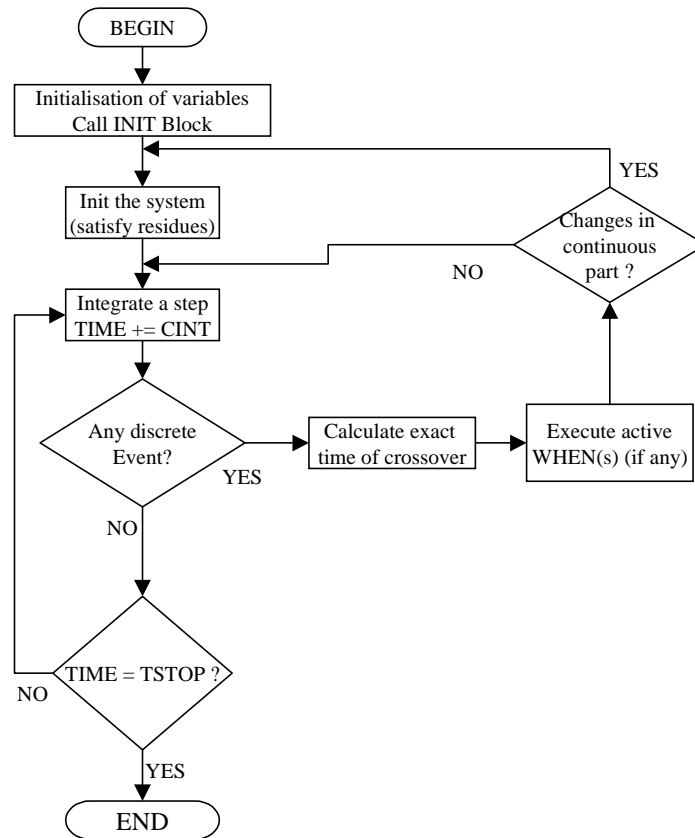 BEGIN
Initialisation of variables
Call INIT Block
YES
Init the system
(satisfy residues)
Changes in
continuous
part ?
NO
Integrate a step
TIME += CINT
Any discrete
Event?
YES
Calculate exact
time of crossover
Execute active
WHEN(s) (if any)
NO
TIME = TSTOP ?
NO
YES
END